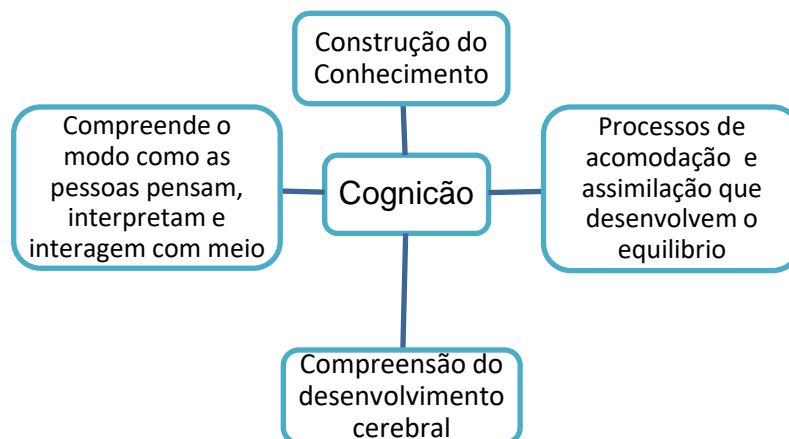 Construção do
Conhecimento
Compreende o
modo como as
pessoas pensam,
interpretam e
interagem com meio
Cognicão
Processos de
acomodação e
assimilação que
desenvolvem o
equilibrio
Compreensão do
desenvolvimento
cerebral